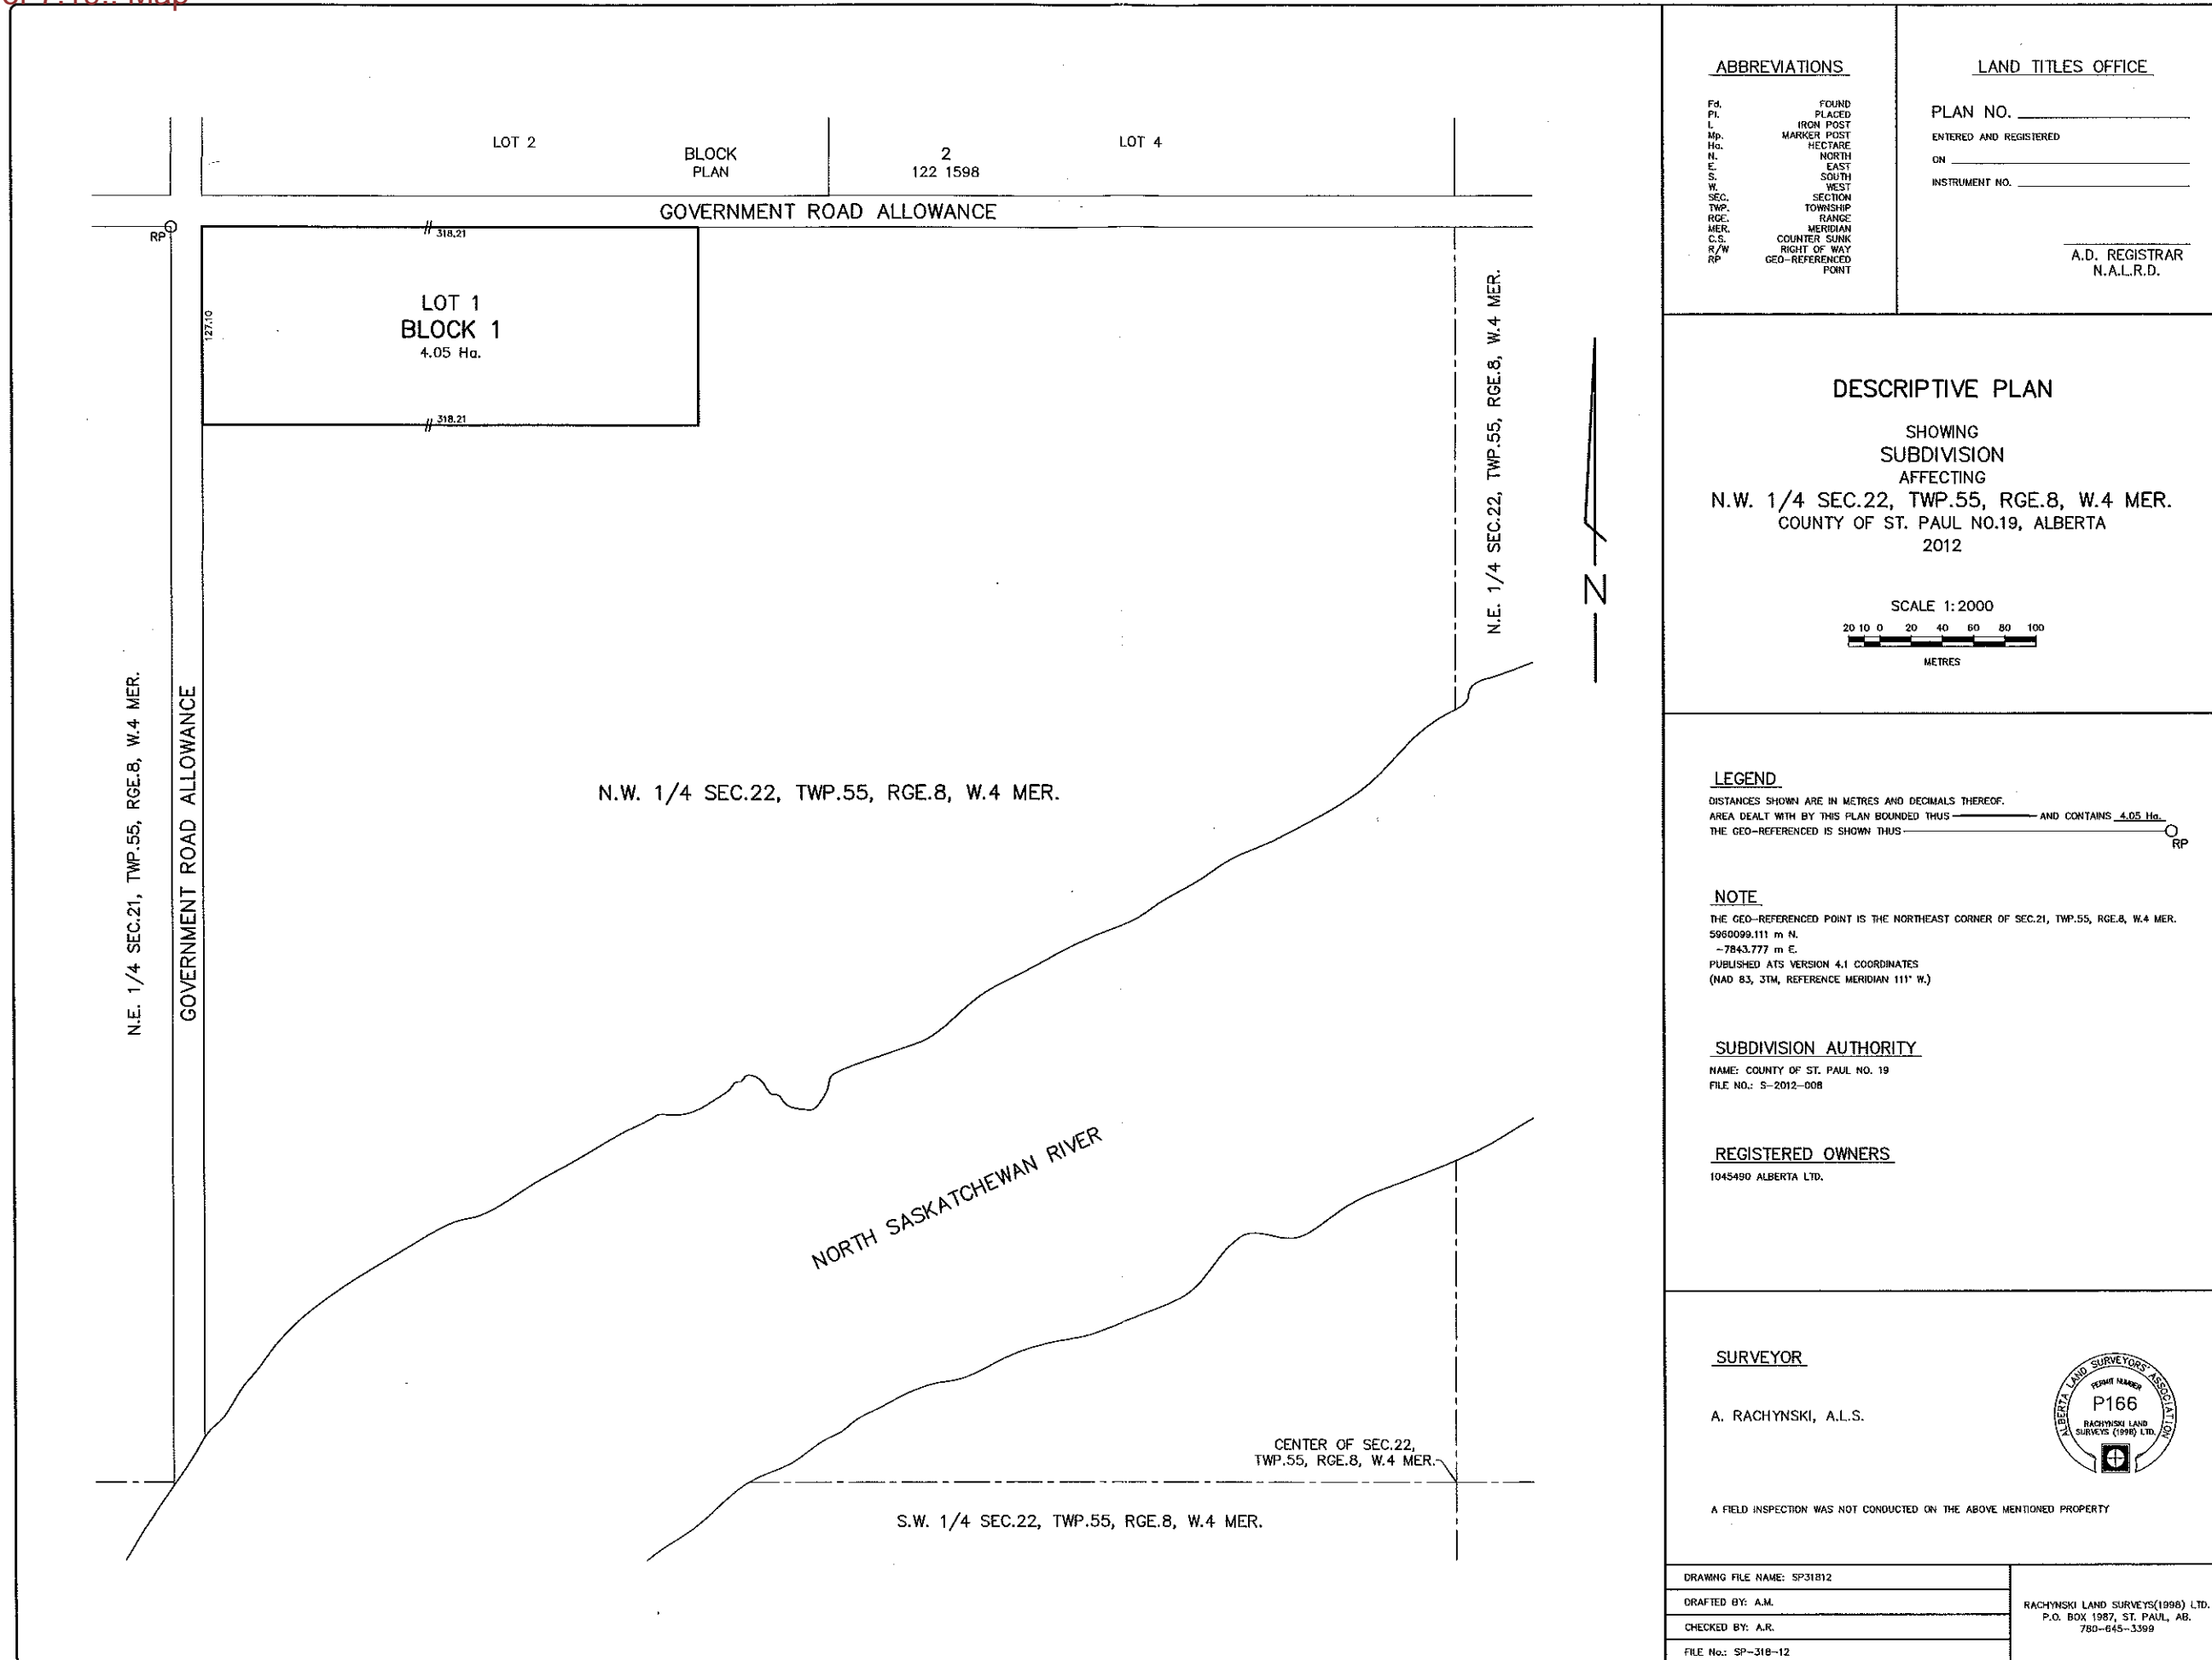 LOT 2
BLOCK 2
PLAN 122 1598
LOT 4
GOVERNMENT ROAD ALLOWANCE
RP
318.21
127.10
LOT 1
BLOCK 1
4.05 Ha.
318.21
N.E. 1/4 SEC.22, TWP.55, RGE.8, W.4 MER.
N
N.E. 1/4 SEC.21, TWP.55, RGE.8, W.4 MER.
GOVERNMENT ROAD ALLOWANCE
N.W. 1/4 SEC.22, TWP.55, RGE.8, W.4 MER.
NORTH SASKATCHEWAN RIVER
CENTER OF SEC.22,
TWP.55, RGE.8, W.4 MER.
S.W. 1/4 SEC.22, TWP.55, RGE.8, W.4 MER.
ABBREVIATIONS
Fd. FOUND
Pl. PLACED
I. IRON POST
Mp. MARKER POST
Ha. HECTARE
N. NORTH
E. EAST
S. SOUTH
W. WEST
SEC. SECTION
TWP. TOWNSHIP
RGE. RANGE
MER. MERIDIAN
C.S. COUNTER SUNK
R/W RIGHT OF WAY
RP GEO-REFERENCED
POINT
LAND TITLES OFFICE
PLAN NO.
ENTERED AND REGISTERED
ON
INSTRUMENT NO.
A.D. REGISTRAR
N.A.L.R.D.
DESCRIPTIVE PLAN
SHOWING
SUBDIVISION
AFFECTING
N.W. 1/4 SEC.22, TWP.55, RGE.8, W.4 MER.
COUNTY OF ST. PAUL NO.19, ALBERTA
2012
SCALE 1:2000
20 10 0 20 40 60 80 100
METRES
LEGEND
DISTANCES SHOWN ARE IN METRES AND DECIMALS THEREOF.
AREA DEALT WITH BY THIS PLAN BOUNDED THUS AND CONTAINS 4.05 Ha.
THE GEO-REFERENCED IS SHOWN THUS
RP
NOTE
THE GEO-REFERENCED POINT IS THE NORTHEAST CORNER OF SEC.21, TWP.55, RGE.8, W.4 MER.
5960099.111 m N.
-7843.777 m E.
PUBLISHED ATS VERSION 4.1 COORDINATES
(NAD 83, 3TM, REFERENCE MERIDIAN 111° W.)
SUBDIVISION AUTHORITY
NAME: COUNTY OF ST. PAUL NO. 19
FILE NO.: S-2012-008
REGISTERED OWNERS
1045490 ALBERTA LTD.
SURVEYOR
A. RACHYNSKI, A.L.S.
ALBERTA LAND SURVEYORS' ASSOCIATION
PERMIT NUMBER
P166
RACHYNSKI LAND
SURVEYS (1998) LTD.
A FIELD INSPECTION WAS NOT CONDUCTED ON THE ABOVE MENTIONED PROPERTY
DRAWING FILE NAME: SP31812
DRAFTED BY: A.M.
CHECKED BY: A.R.
FILE No.: SP-318-12
RACHYNSKI LAND SURVEYS(1998) LTD.
P.O. BOX 1987, ST. PAUL, AB.
780-645-3399